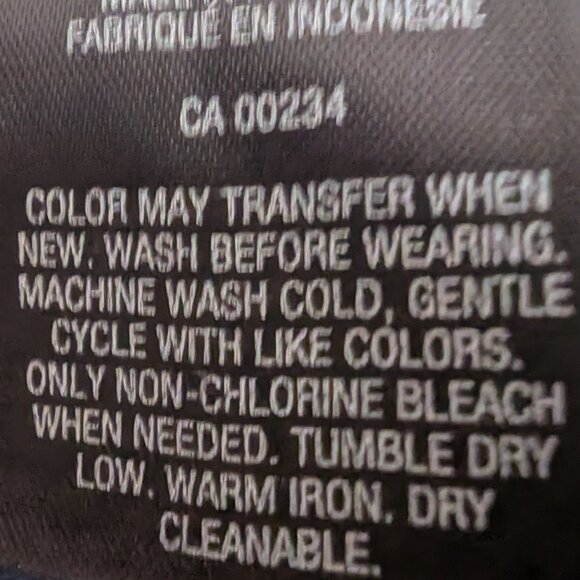 FABRIQUÉ EN INDONESIE
CA 00234
COLOR MAY TRANSFER WHEN
NEW. WASH BEFORE WEARING.
MACHINE WASH COLD, GENTLE
CYCLE WITH LIKE COLORS.
ONLY NON-CHLORINE BLEACH
WHEN NEEDED. TUMBLE DRY
LOW. WARM IRON. DRY
CLEANABLE.